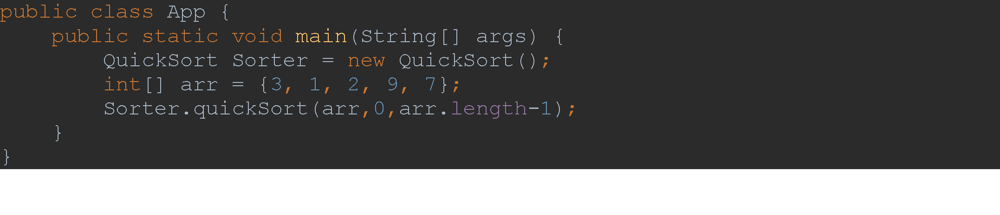 public class App {
    public static void main(String[] args) {
        QuickSort Sorter = new QuickSort();
        int[] arr = {3, 1, 2, 9, 7};
        Sorter.quickSort(arr,0,arr.length-1);
    }
}